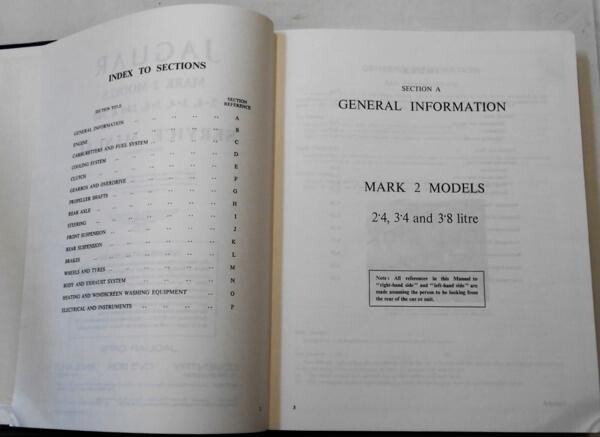 INDEX TO SECTIONS
SECTION TITLE SECTION
REFERENCE
GENERAL INFORMATION .. .. .. .. A
ENGINE .. .. .. .. .. B
CARBURETTERS AND FUEL SYSTEM .. .. .. C
COOLING SYSTEM .. .. .. .. D
CLUTCH .. .. .. .. .. E
GEARBOX AND OVERDRIVE .. .. .. .. F
PROPELLER SHAFTS .. .. .. .. G
REAR AXLE .. .. .. .. .. H
STEERING .. .. .. .. .. I
FRONT SUSPENSION .. .. .. .. J
REAR SUSPENSION .. .. .. .. K
BRAKES .. .. .. .. .. L
WHEELS AND TYRES .. .. .. .. M
BODY AND EXHAUST SYSTEM .. .. .. N
HEATING AND WINDSCREEN WASHING EQUIPMENT .. O
ELECTRICAL AND INSTRUMENTS .. .. .. P
SECTION A
GENERAL INFORMATION
MARK 2 MODELS
2·4, 3·4 and 3·8 litre
Note: All references in this Manual to
"right-hand side" and "left-hand side" are
made assuming the person to be looking from
the rear of the car or unit.